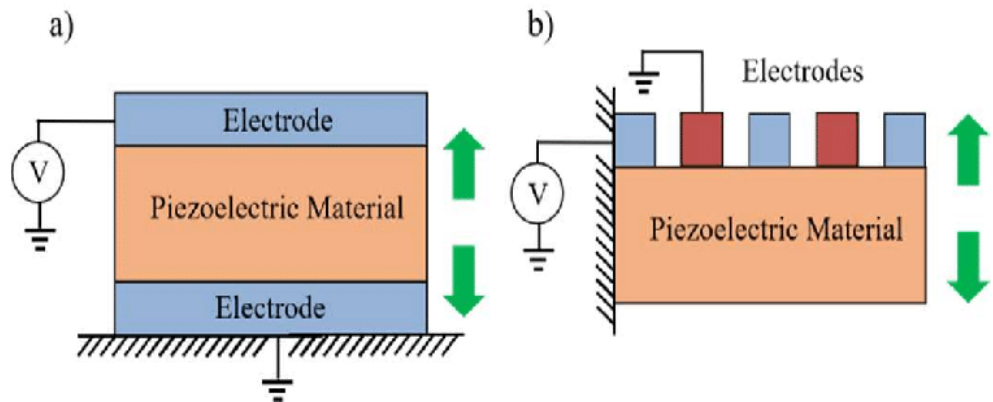 a)
Electrode
V
Piezoelectric Material
Electrode
b)
Electrodes
V
Piezoelectric Material